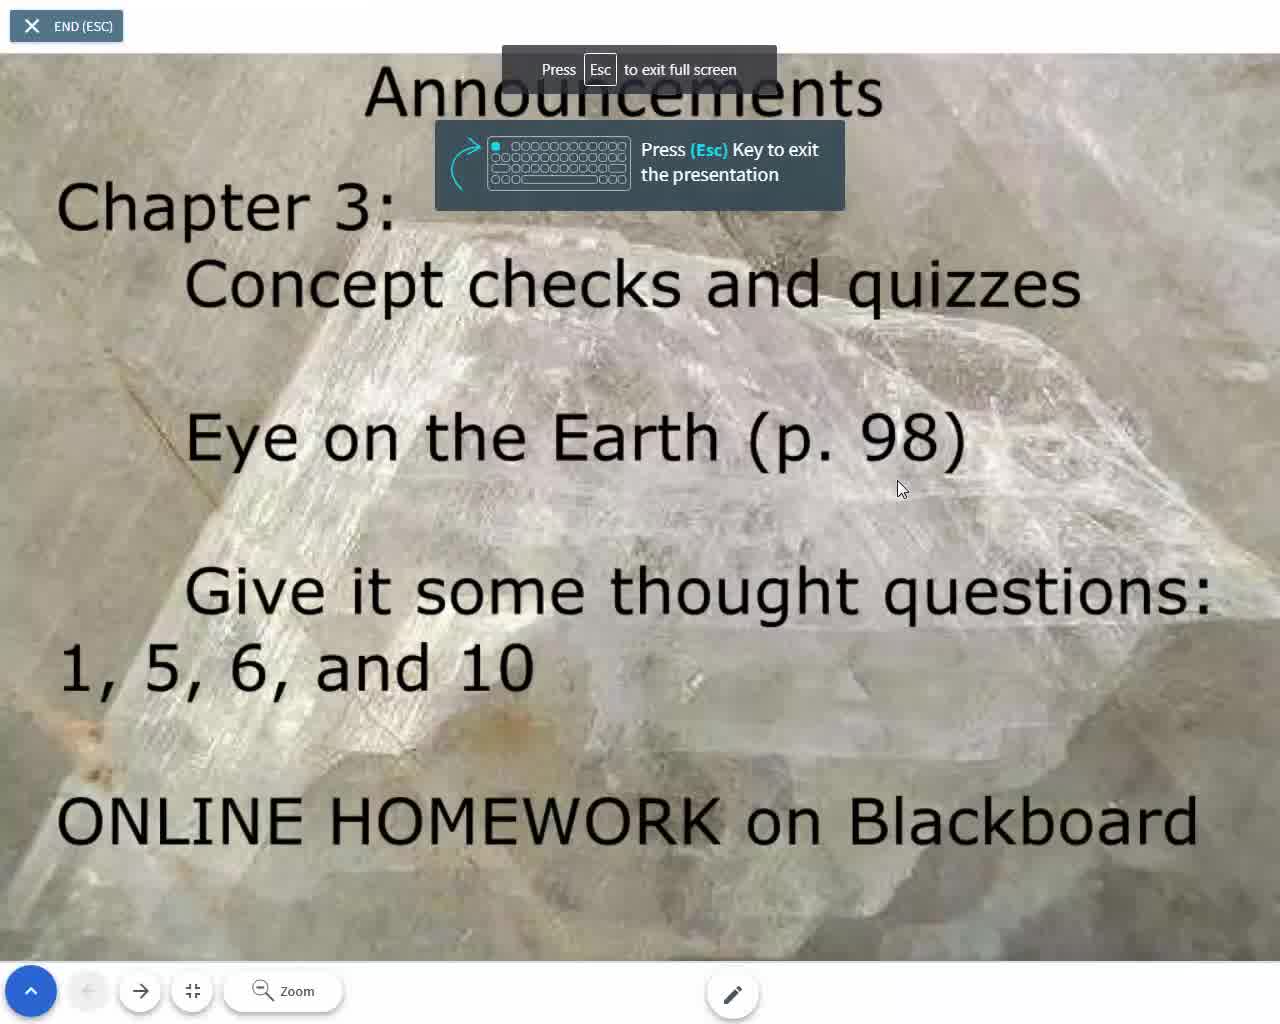 END (ESC)
Press Esc to exit full screen
Announcements
Press (Esc) Key to exit
the presentation
Chapter 3:
Concept checks and quizzes
Eye on the Earth (p. 98)
Give it some thought questions:
1, 5, 6, and 10
ONLINE HOMEWORK on Blackboard
Zoom